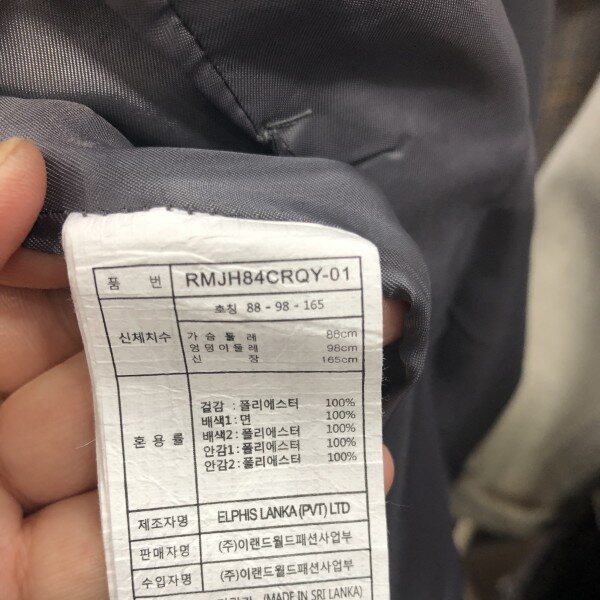 품 번 RMJH84CRQY-01
호칭 88 - 98 - 165
신체치수
가 슴 둘 레 88cm
엉덩이둘레 98cm
신 장 165cm
혼 용 률
겉감 : 폴리에스터 100%
배색1 : 면 100%
배색2 : 폴리에스터 100%
안감1 : 폴리에스터 100%
안감2 : 폴리에스터 100%
제조자명 ELPHIS LANKA (PVT) LTD
판매자명 (주)이랜드월드패션사업부
수입자명 (주)이랜드월드패션사업부
(MADE IN SRI LANKA)